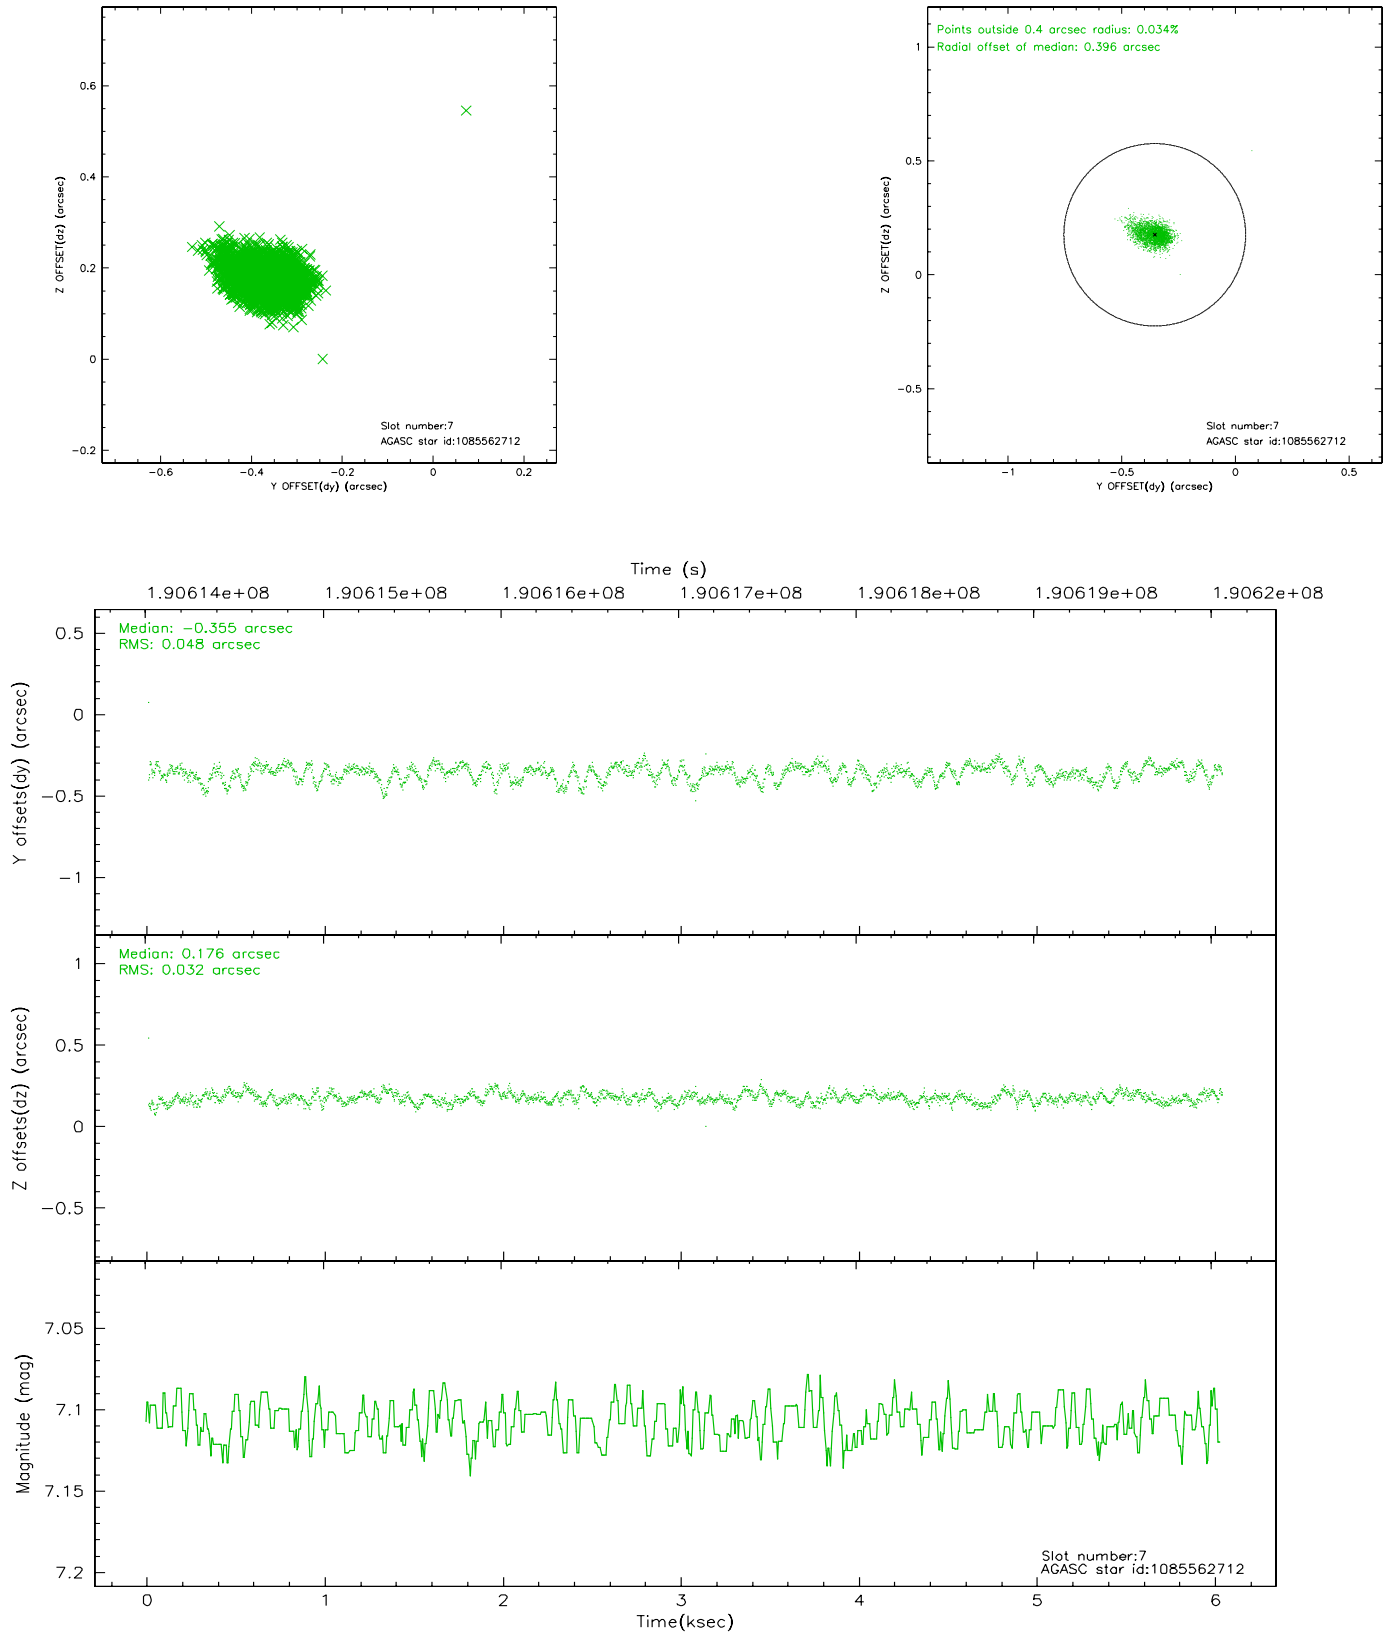 0.6
0.4
0.2
0
-0.2
-0.6
-0.4
-0.2
0
0.2
Z OFFSET(dz) (arcsec)
Y OFFSET(dy) (arcsec)
Slot number:7
AGASC star id:1085562712
Points outside 0.4 arcsec radius: 0.034%
Radial offset of median: 0.396 arcsec
1
0.5
0
-0.5
-1
-0.5
0
0.5
Z OFFSET(dz) (arcsec)
Y OFFSET(dy) (arcsec)
Slot number:7
AGASC star id:1085562712
Time (s)
1.90614e+08 1.90615e+08 1.90616e+08 1.90617e+08 1.90618e+08 1.90619e+08 1.9062e+08
Median: -0.355 arcsec
RMS: 0.048 arcsec
0.5
0
-0.5
-1
Y offsets(dy) (arcsec)
Median: 0.176 arcsec
RMS: 0.032 arcsec
1
0.5
0
-0.5
Z offsets(dz) (arcsec)
7.05
7.1
7.15
7.2
Magnitude (mag)
Slot number:7
AGASC star id:1085562712
0 1 2 3 4 5 6
Time(ksec)